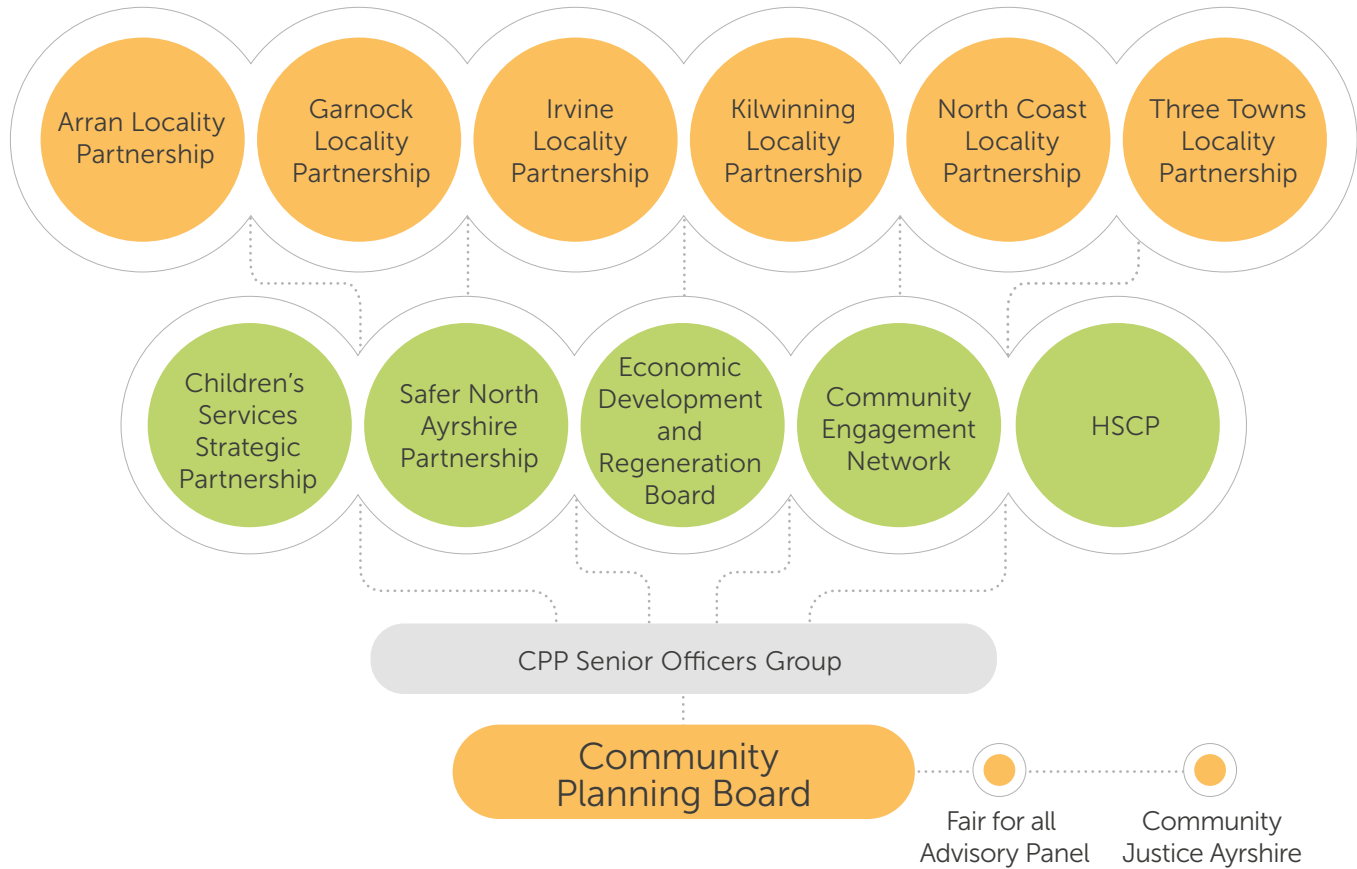 Arran Locality
Partnership
Garnock
Locality
Partnership
Irvine
Locality
Partnership
Kilwinning
Locality
Partnership
North Coast
Locality
Partnership
Three Towns
Locality
Partnership
Children's
Services
Strategic
Partnership
Safer North
Ayrshire
Partnership
Economic
Development
and
Regeneration
Board
Community
Engagement
Network
HSCP
CPP Senior Officers Group
Community
Planning Board
Fair for all
Advisory Panel
Community
Justice Ayrshire